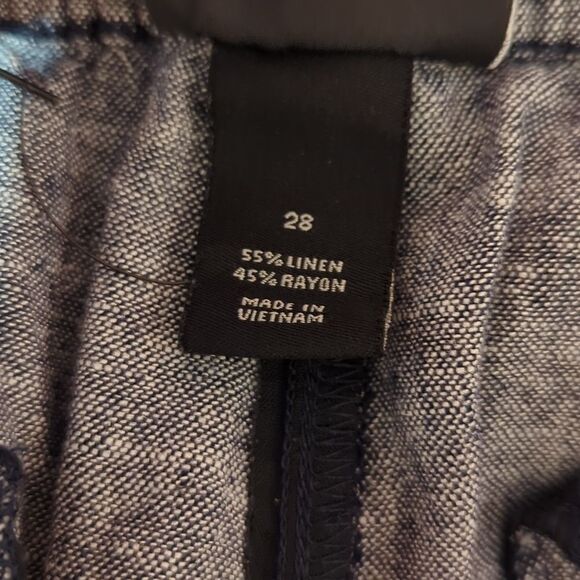 28
55% LINEN
45% RAYON
MADE IN
VIETNAM